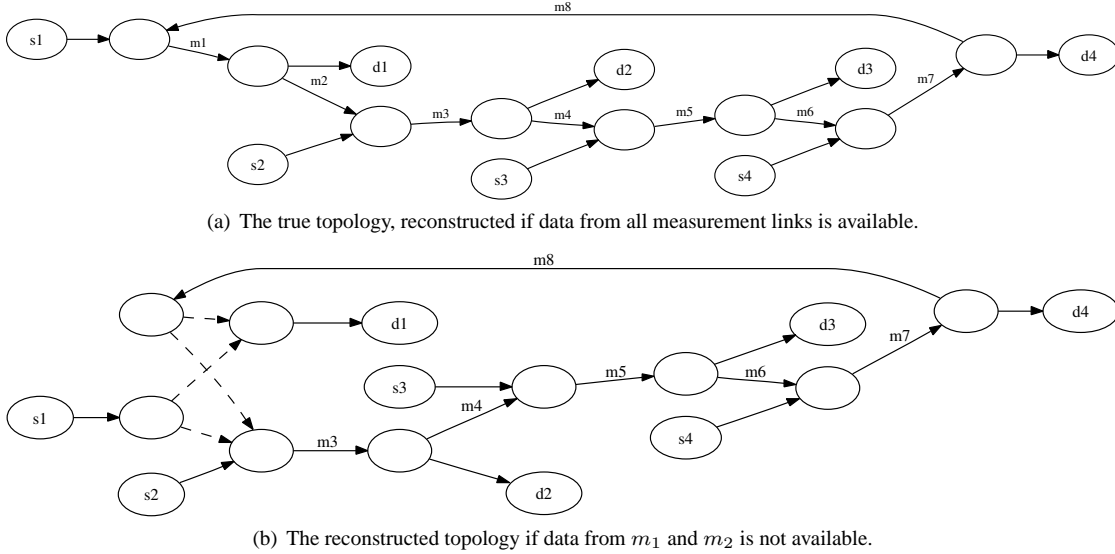 m8
s1
m1
d1
m2
d2
d3
d4
m7
m3
m4
m5
m6
s2
s3
s4
(a) The true topology, reconstructed if data from all measurement links is available.
m8
d1
d3
d4
m7
s3
m5
m6
m4
s1
m3
s4
s2
d2
(b) The reconstructed topology if data from m1 and m2 is not available.